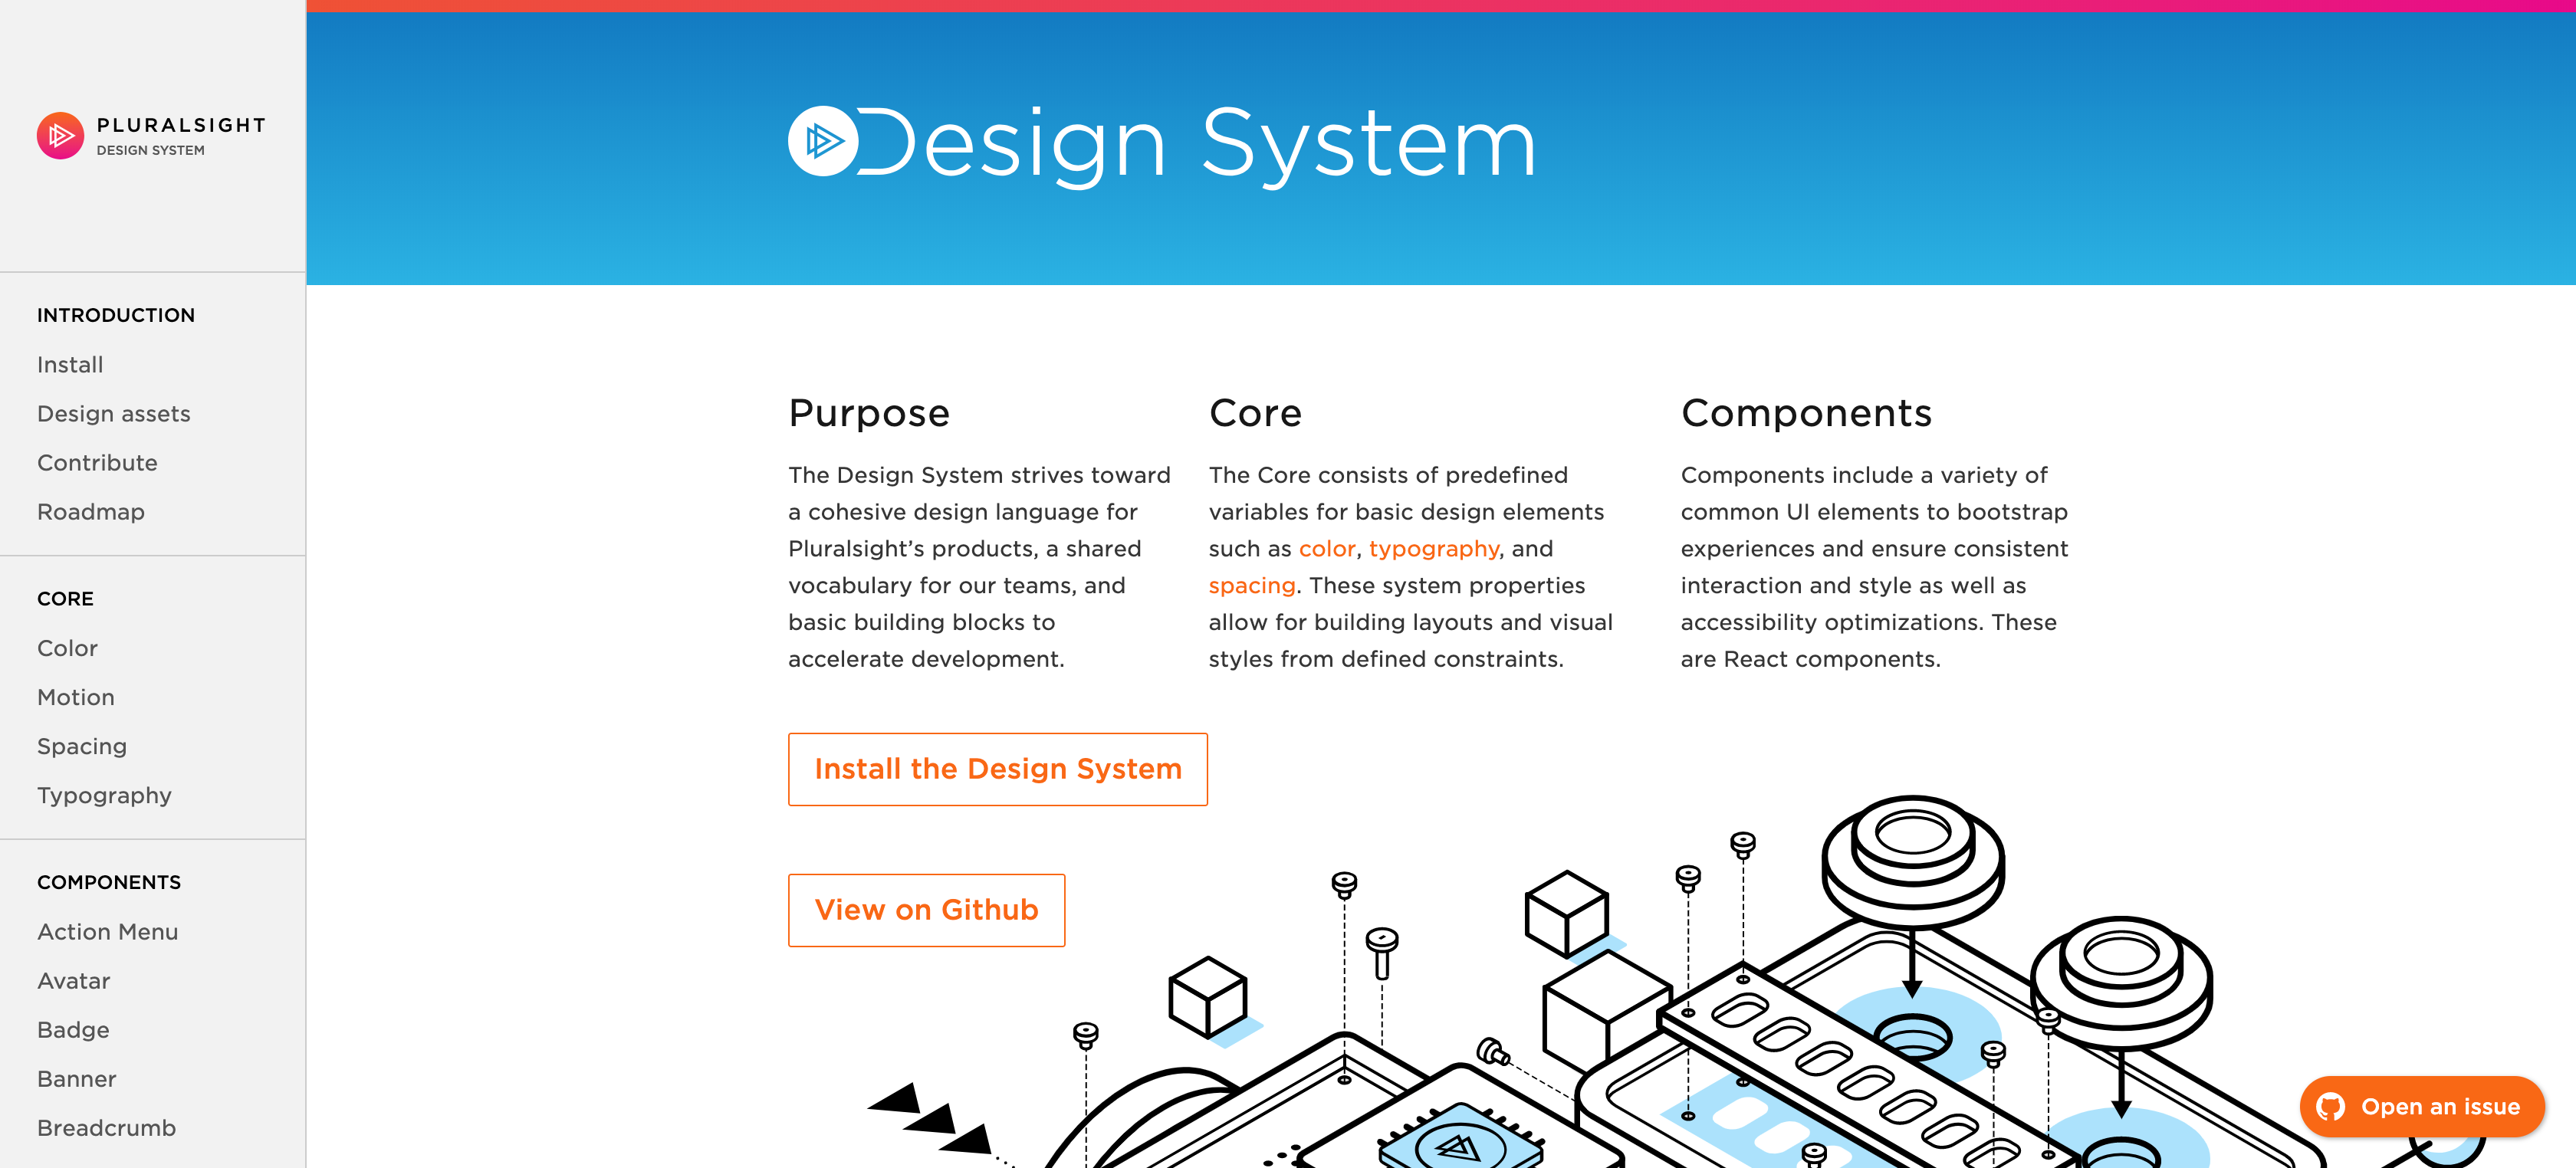 PLURALSIGHT
DESIGN SYSTEM
INTRODUCTION
Install
Design assets
Contribute
Roadmap
CORE
Color
Motion
Spacing
Typography
COMPONENTS
Action Menu
Avatar
Badge
Banner
Breadcrumb
Design System
Purpose
The Design System strives toward
a cohesive design language for
Pluralsight’s products, a shared
vocabulary for our teams, and
basic building blocks to
accelerate development.
Core
The Core consists of predefined
variables for basic design elements
such as color, typography, and
spacing. These system properties
allow for building layouts and visual
styles from defined constraints.
Components
Components include a variety of
common UI elements to bootstrap
experiences and ensure consistent
interaction and style as well as
accessibility optimizations. These
are React components.
Install the Design System
View on Github
Open an issue